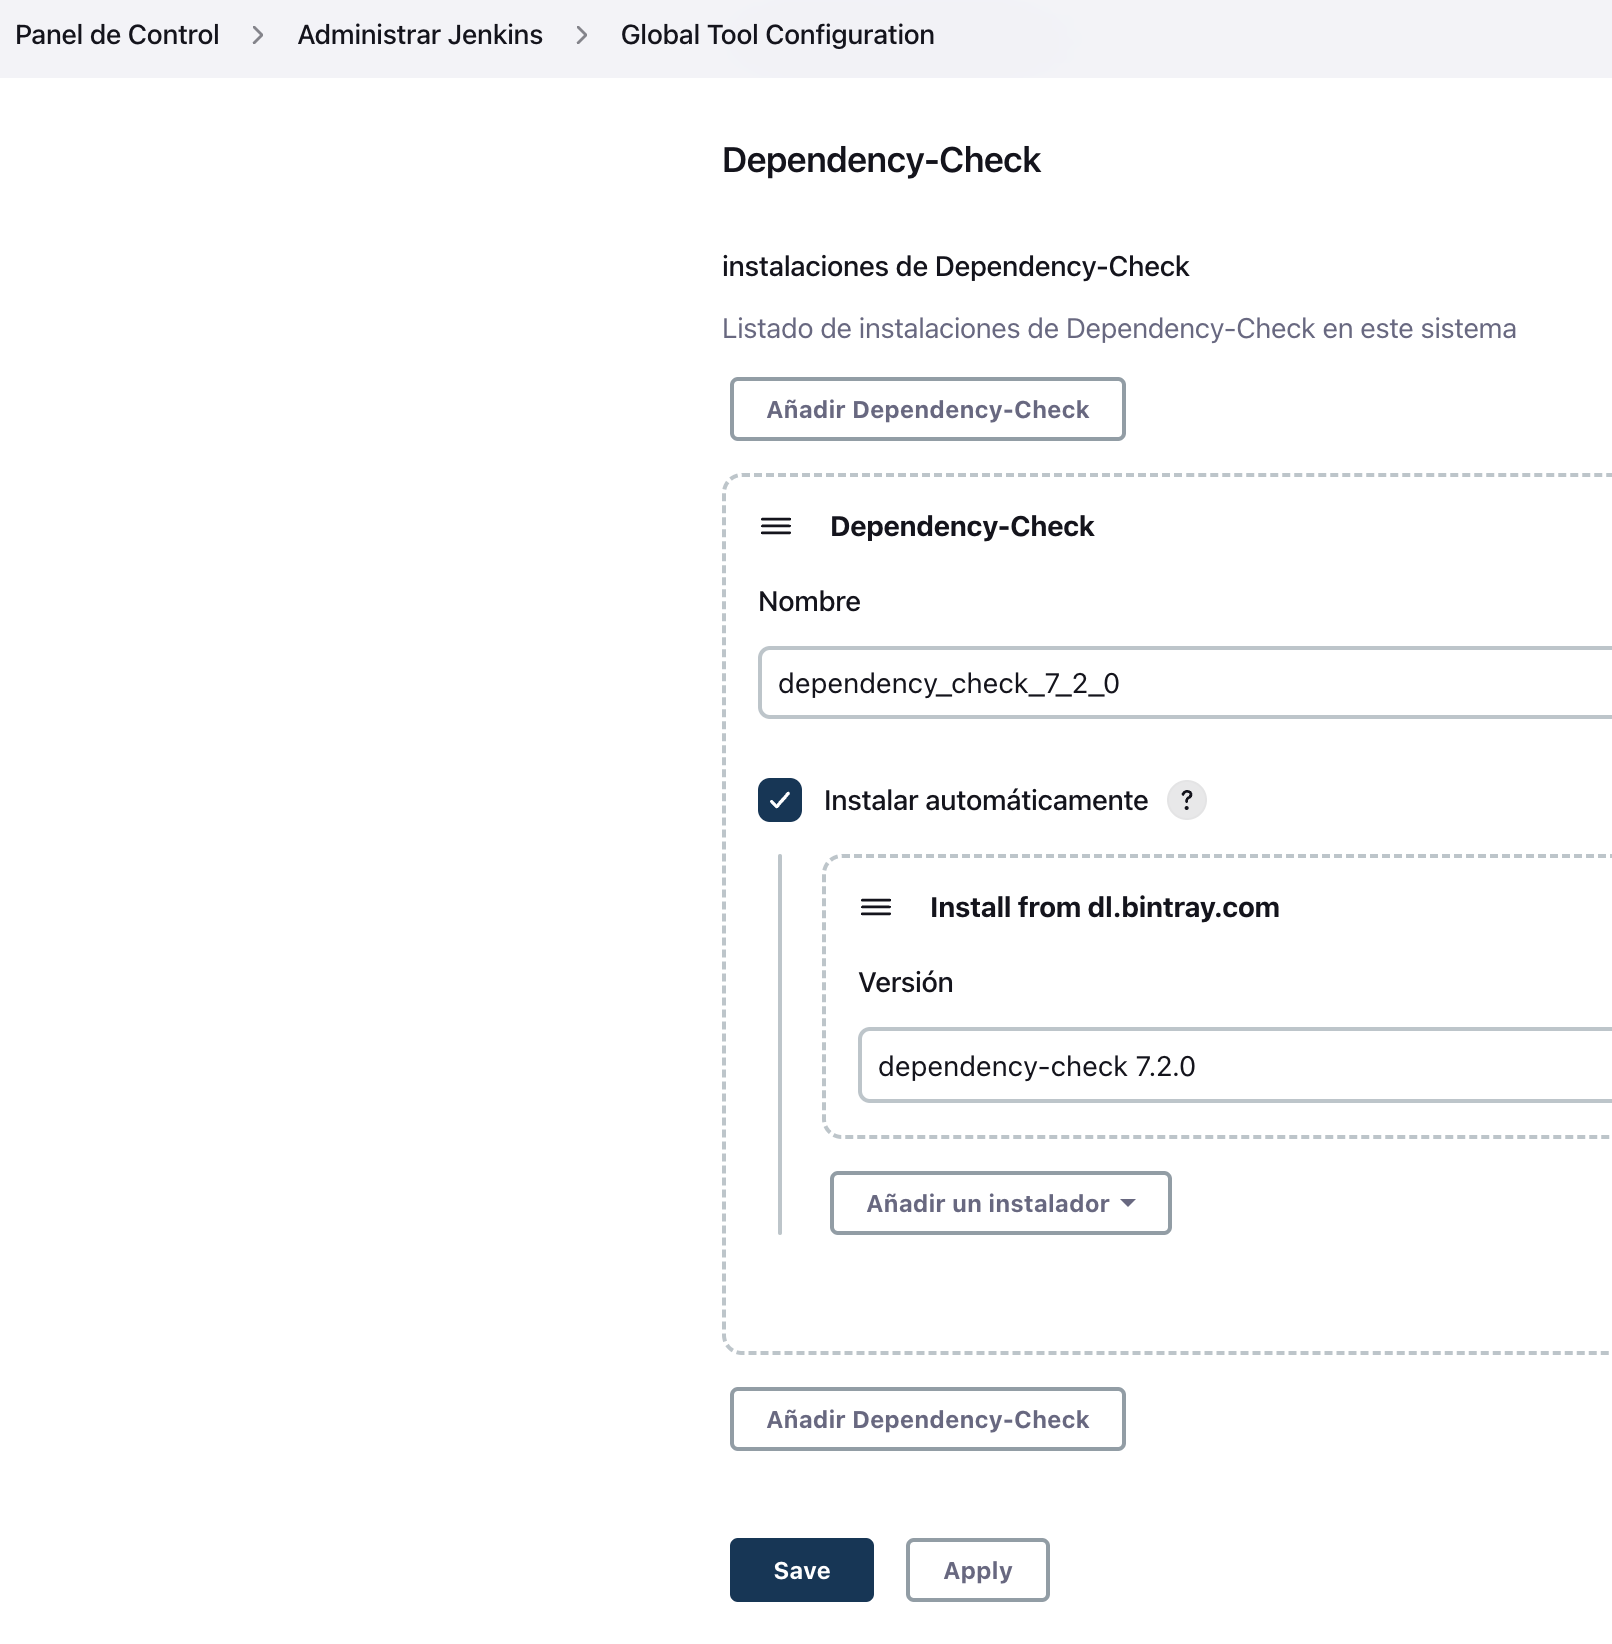 Panel de Control > Administrar Jenkins > Global Tool Configuration
Dependency-Check
instalaciones de Dependency-Check
Listado de instalaciones de Dependency-Check en este sistema
Añadir Dependency-Check
Dependency-Check
Nombre
dependency_check_7_2_0
Instalar automáticamente ?
Install from dl.bintray.com
Versión
dependency-check 7.2.0
Añadir un instalador
Añadir Dependency-Check
Save Apply